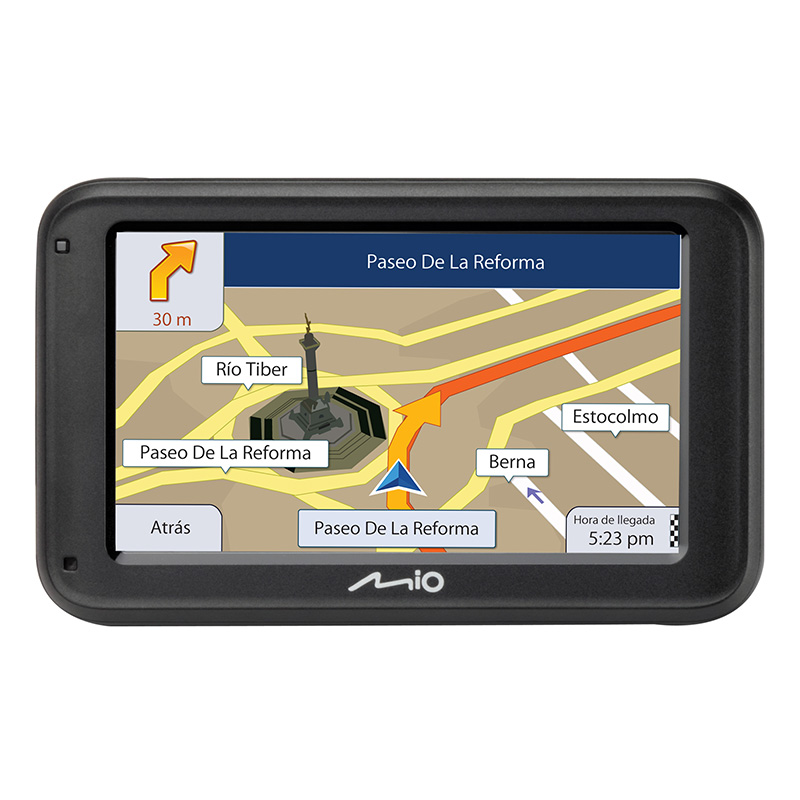 Paseo De La Reforma
30 m
Río Tiber
Estocolmo
Paseo De La Reforma
Berna
Atrás
Paseo De La Reforma
Hora de llegada
5:23 pm
Mio